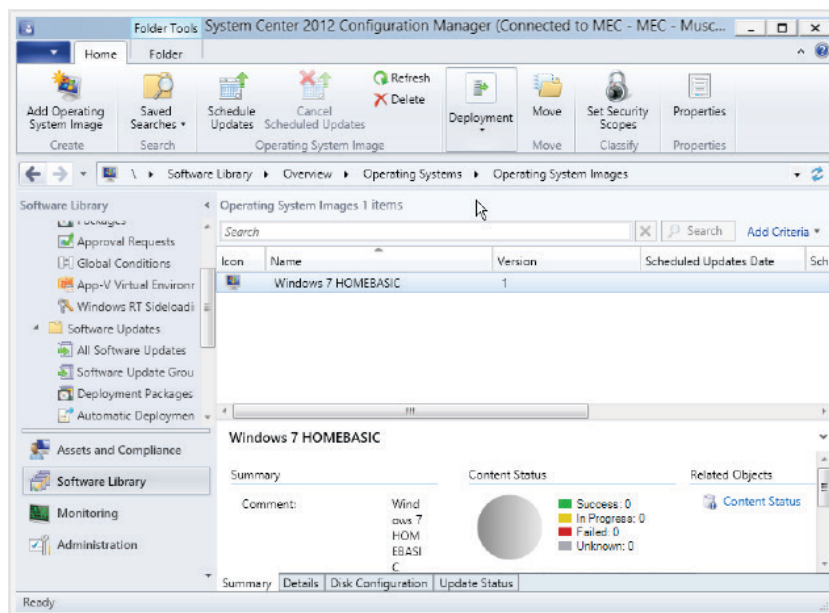 Folder Tools System Center 2012 Configuration Manager (Connected to MEC - MEC - Musc...
Home Folder
Add Operating System Image
Saved Searches
Schedule Updates
Cancel Scheduled Updates
Refresh
Delete
Deployment
Move
Set Security Scopes
Properties
Create Search Operating System Image Move Classify Properties
\ Software Library Overview Operating Systems Operating System Images
Software Library
Packages
Approval Requests
Global Conditions
App-V Virtual Environr
Windows RT Sideloadi
Software Updates
All Software Updates
Software Update Grou
Deployment Packages
Automatic Deploymen
Assets and Compliance
Software Library
Monitoring
Administration
Operating System Images 1 items
Search Search Add Criteria
Icon Name Version Scheduled Updates Date Sch
Windows 7 HOMEBASIC 1
Windows 7 HOMEBASIC
Summary
Comment:
Wind
ows 7
HOM
EBASI
C
Content Status
Success: 0
In Progress: 0
Failed: 0
Unknown: 0
Related Objects
Content Status
Summary Details Disk Configuration Update Status
Ready